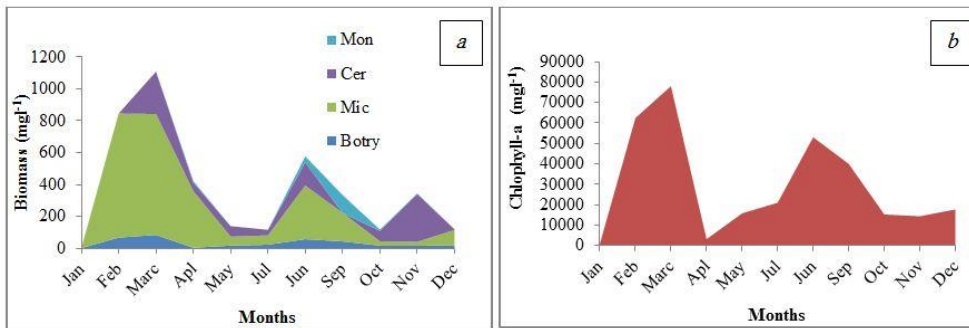 a
Mon
Cer
Mic
Botry
Biomass (mgl-1)
1200
1000
800
600
400
200
0
Jan
Feb
Marc
Apl
May
Jul
Jun
Sep
Oct
Nov
Dec
Months
b
Chlophyll-a (mgl-1)
90000
80000
70000
60000
50000
40000
30000
20000
10000
0
Jan
Feb
Marc
Apl
May
Jul
Jun
Sep
Oct
Nov
Dec
Months